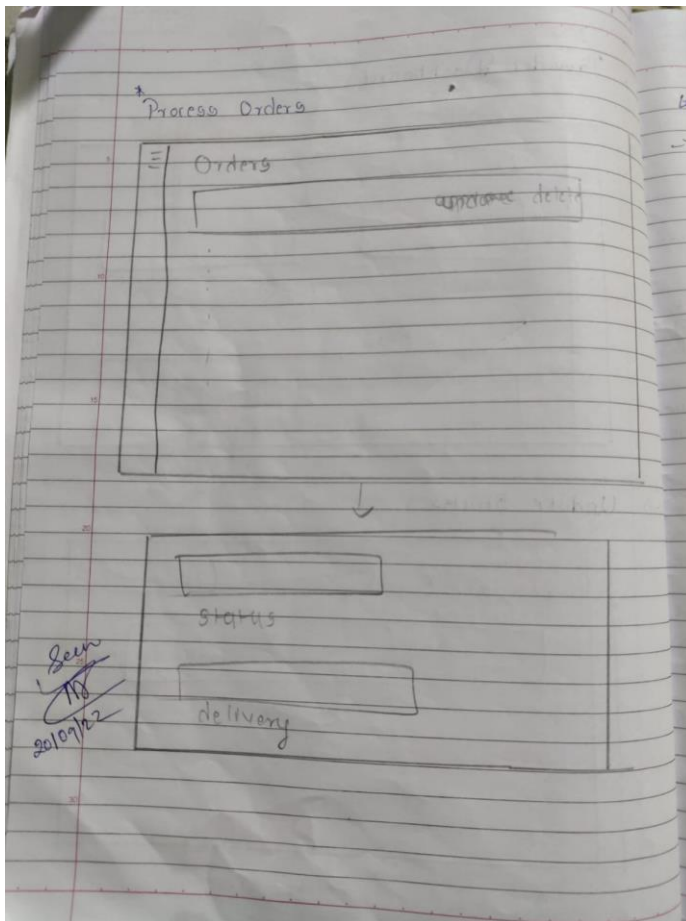 * Process Orders
Orders
delete
status
delivery
Seen
20/09/22